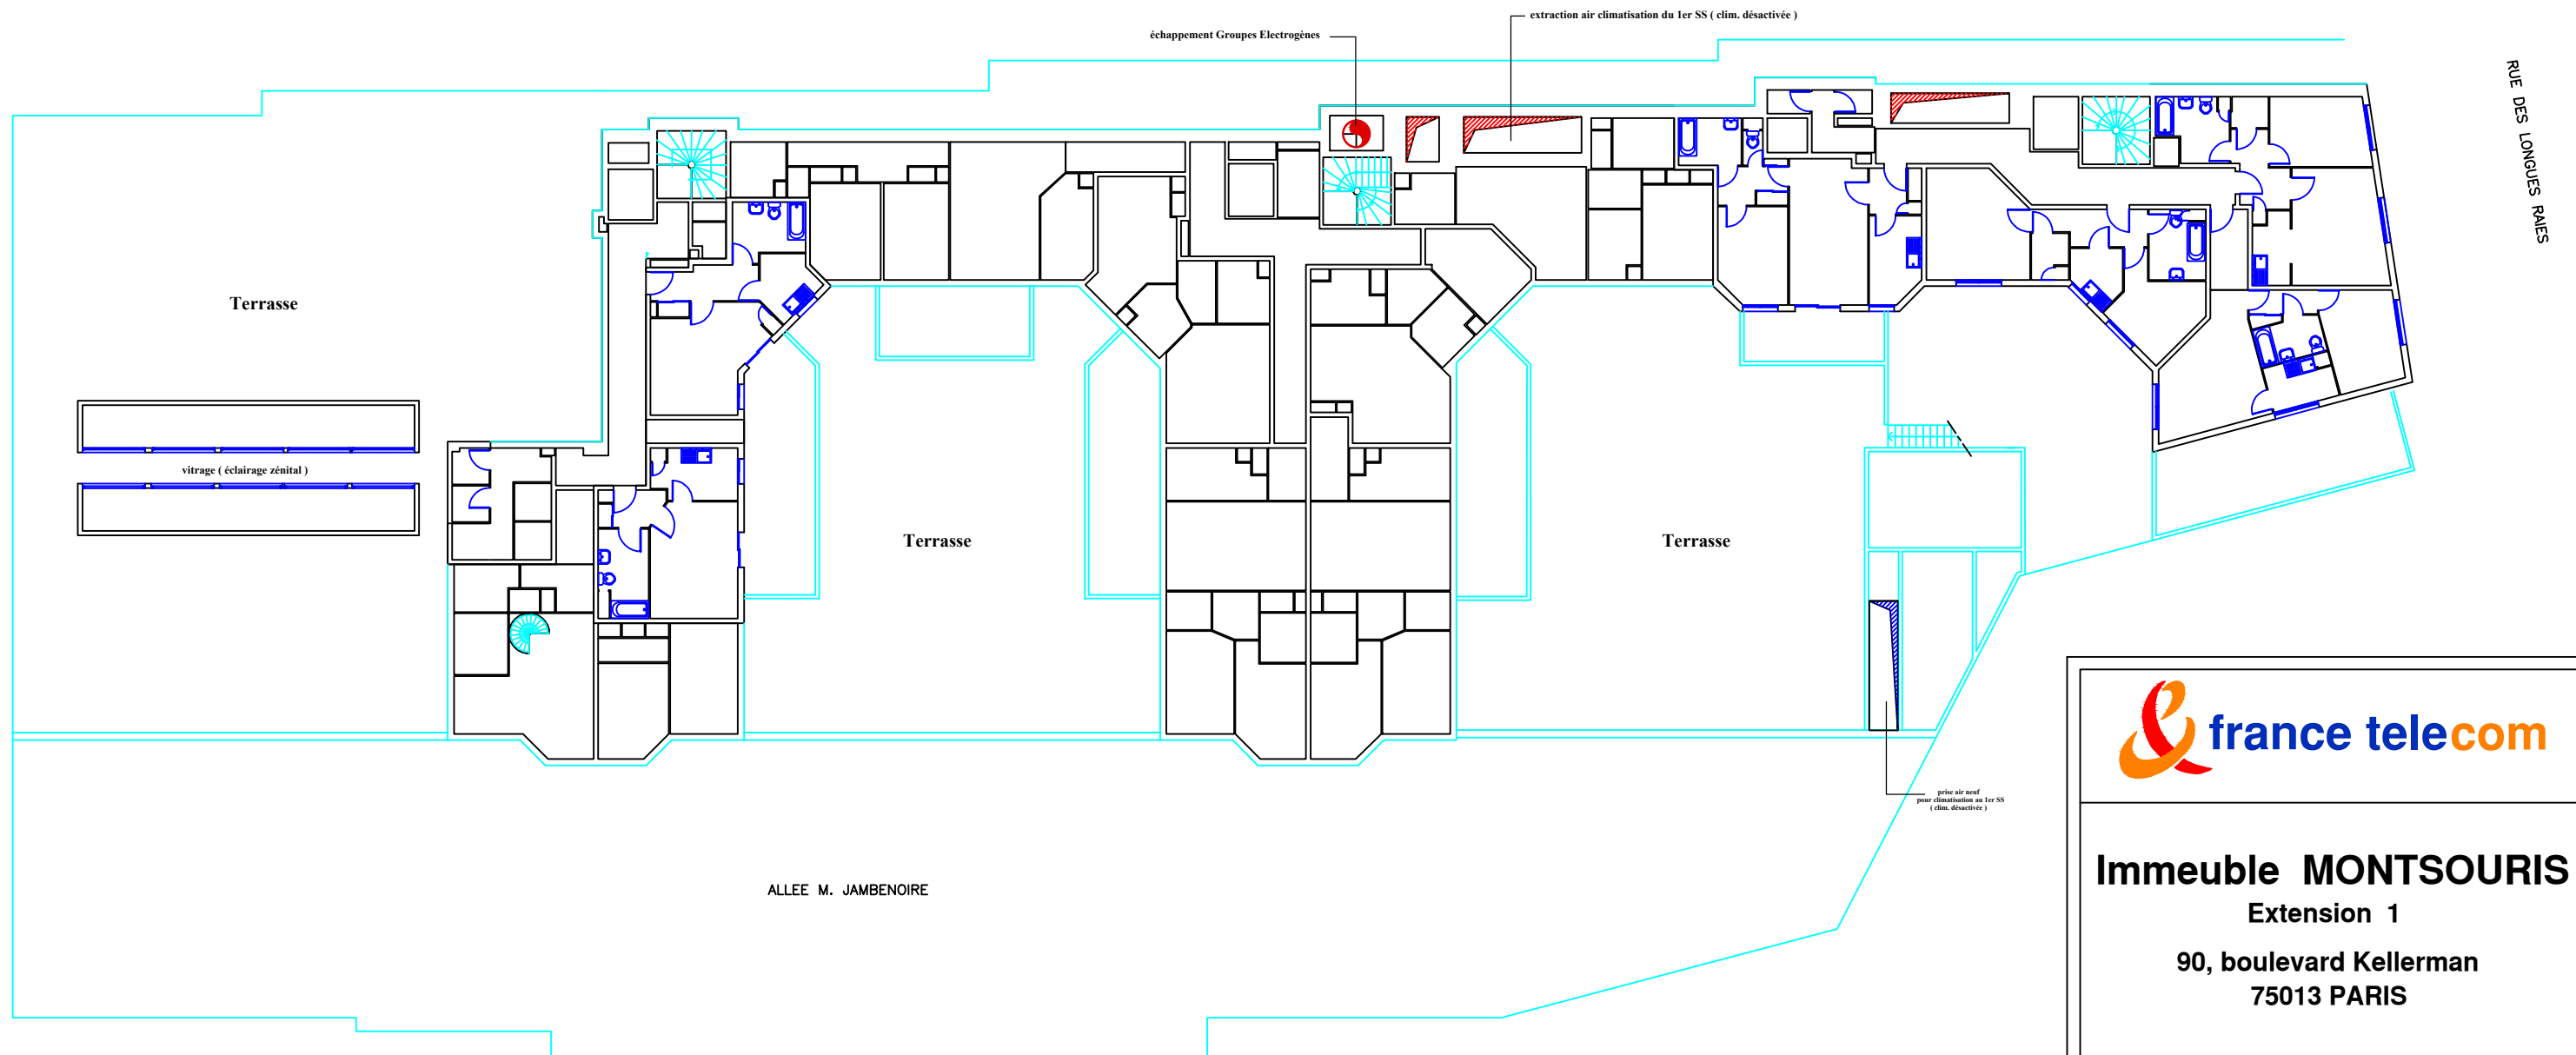 extraction air climatisation du 1er SS ( clim. désactivée )
échappement Groupes Electrogènes
RUE DES LONGUES RAIES
Terrasse
vitrage ( éclairage zénital )
Terrasse
Terrasse
prise air neuf
pour climatisation au 1er SS
( clim. désactivée )
ALLEE M. JAMBENOIRE
france telecom
Immeuble MONTSOURIS
Extension 1
90, boulevard Kellerman
75013 PARIS